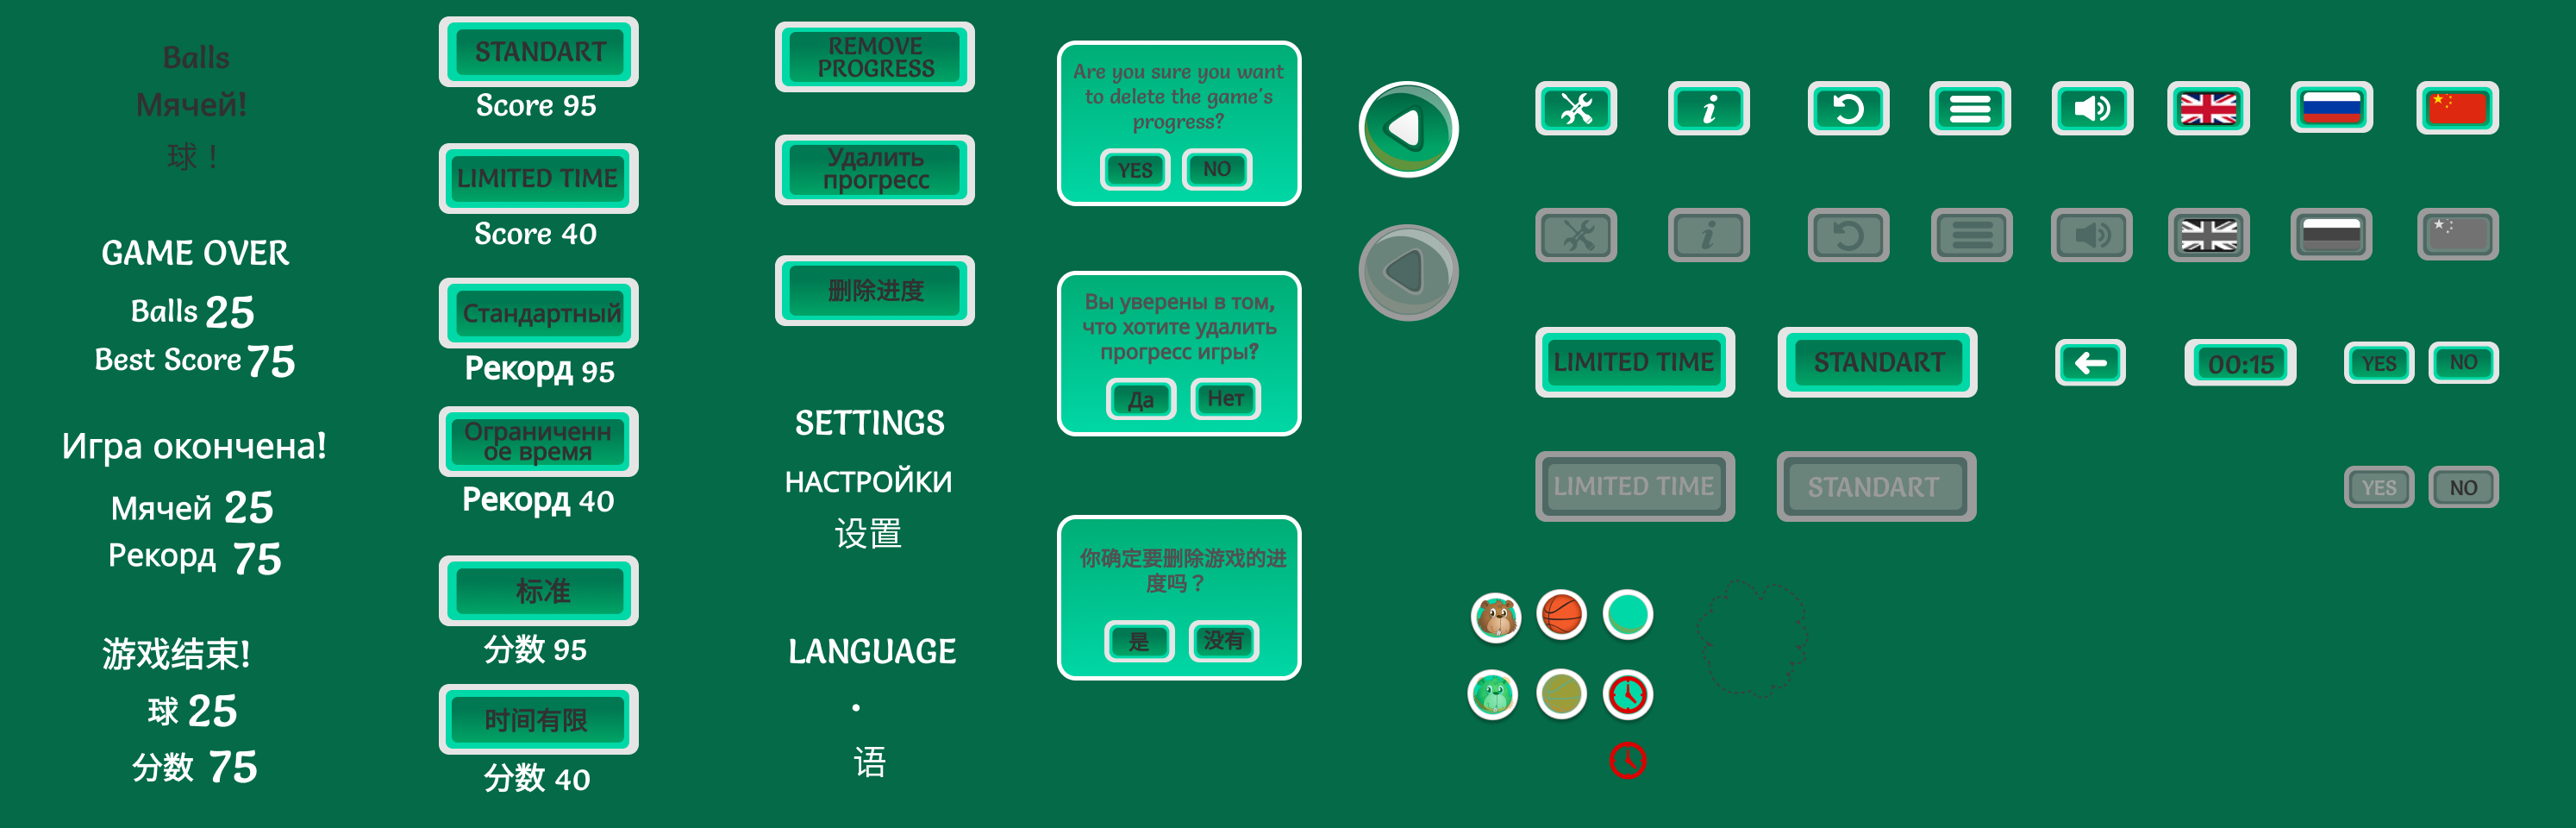 Balls
Мячей!
球！
GAME OVER
Balls 25
Best Score 75
Игра окончена!
Мячей 25
Рекорд 75
游戏结束!
球 25
分数 75
STANDART
Score 95
LIMITED TIME
Score 40
Стандартный
Рекорд 95
Ограниченн
ое время
Рекорд 40
标准
分数 95
时间有限
分数 40
REMOVE
PROGRESS
Удалить
прогресс
删除进度
SETTINGS
НАСТРОЙКИ
设置
LANGUAGE
.
语
Are you sure you want
to delete the game's
progress?
YES NO
Вы уверены в том,
что хотите удалить
прогресс игры?
Да Нет
你确定要删除游戏的进
度吗？
是 没有
i
i
LIMITED TIME STANDART 00:15 YES NO
LIMITED TIME STANDART YES NO